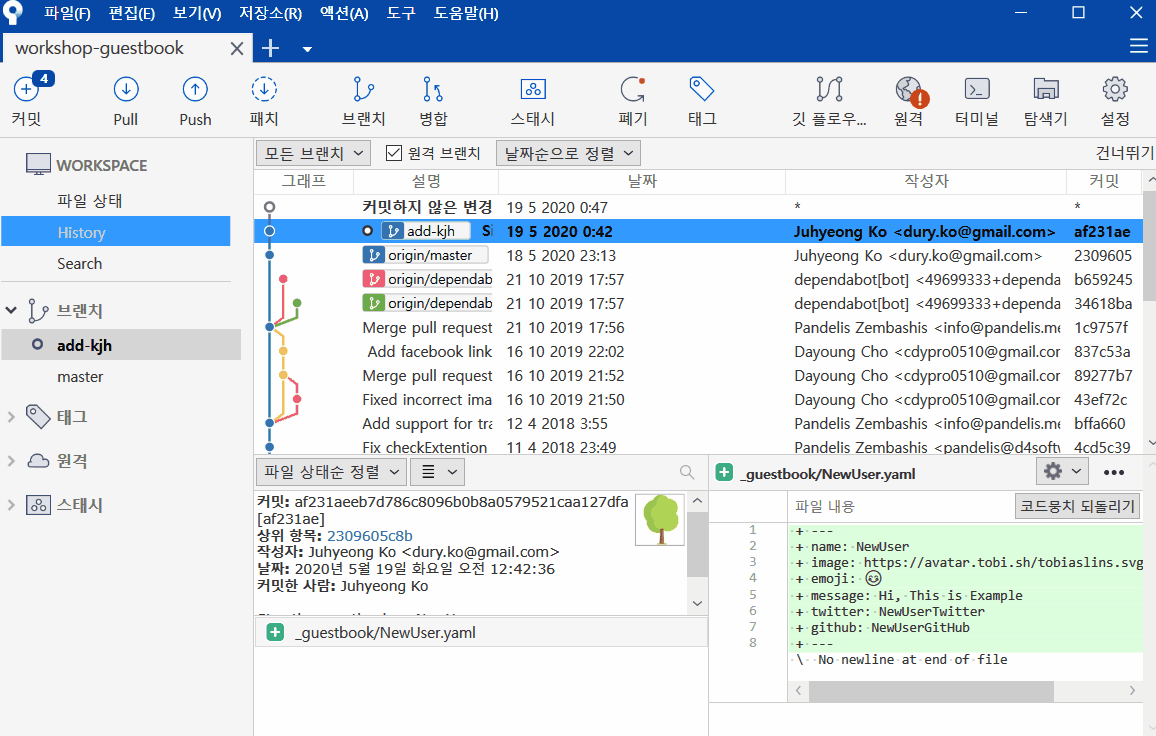 파일(F) 편집(E) 보기(V) 저장소(R) 액션(A) 도구 도움말(H)
workshop-guestbook
4
커밋 Pull Push 패치 브랜치 병합 스태시 폐기 태그 깃 플로우... 원격 터미널 탐색기 설정
WORKSPACE
파일 상태
History
Search
브랜치
add-kjh
master
태그
원격
스태시
모든 브랜치 원격 브랜치 날짜순으로 정렬 건너뛰기
그래프 설명 날짜 작성자 커밋
커밋하지 않은 변경 19 5 2020 0:47 * *
add-kjh Si 19 5 2020 0:42 Juhyeong Ko <dury.ko@gmail.com> af231ae
origin/master 18 5 2020 23:13 Juhyeong Ko <dury.ko@gmail.com> 2309605
origin/dependab 21 10 2019 17:57 dependabot[bot] <49699333+dependa b659245
origin/dependab 21 10 2019 17:57 dependabot[bot] <49699333+dependa 34618ba
Merge pull request 21 10 2019 17:56 Pandelis Zembashis <info@pandelis.me 1c9757f
Add facebook link 16 10 2019 22:02 Dayoung Cho <cdypro0510@gmail.cor 837c53a
Merge pull request 16 10 2019 21:52 Dayoung Cho <cdypro0510@gmail.cor 89277b7
Fixed incorrect ima 16 10 2019 21:50 Dayoung Cho <cdypro0510@gmail.cor 43ef72c
Add support for tra 12 4 2018 3:55 Pandelis Zembashis <info@pandelis.me bffa660
Fix checkExtention 11 4 2018 23:49 Pandelis Zembashis <pandelis@d4softv 4cd5c39
파일 상태순 정렬
커밋: af231aeeb7d786c8096b0b8a0579521caa127dfa
[af231ae]
상위 항목: 2309605c8b
작성자: Juhyeong Ko <dury.ko@gmail.com>
날짜: 2020년 5월 19일 화요일 오전 12:42:36
커밋한 사람: Juhyeong Ko
_guestbook/NewUser.yaml
_guestbook/NewUser.yaml
파일 내용 코드뭉치 되돌리기
1 + ---
2 + name: NewUser
3 + image: https://avatar.tobi.sh/tobiaslins.svg
4 + emoji: 😄
5 + message: Hi, This is Example
6 + twitter: NewUserTwitter
7 + github: NewUserGitHub
8 + ---
\ No newline at end of file